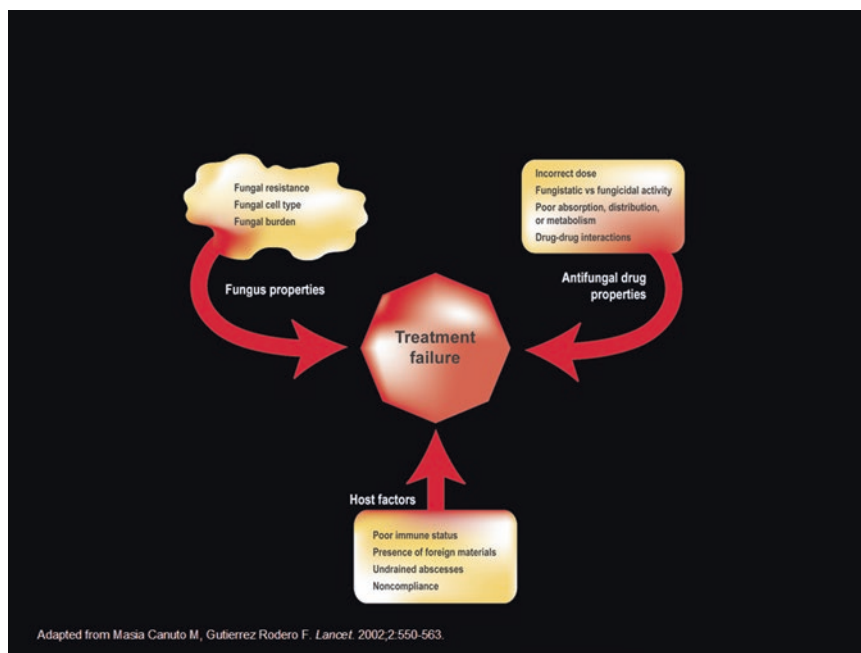 Fungal resistance
Fungal cell type
Fungal burden
Fungus properties
Incorrect dose
Fungistatic vs fungicidal activity
Poor absorption, distribution,
or metabolism
Drug-drug interactions
Antifungal drug
properties
Treatment
failure
Host factors
Poor immune status
Presence of foreign materials
Undrained abscesses
Noncompliance
Adapted from Masia Canuto M, Gutierrez Rodero F. Lancet. 2002;2:550-563.